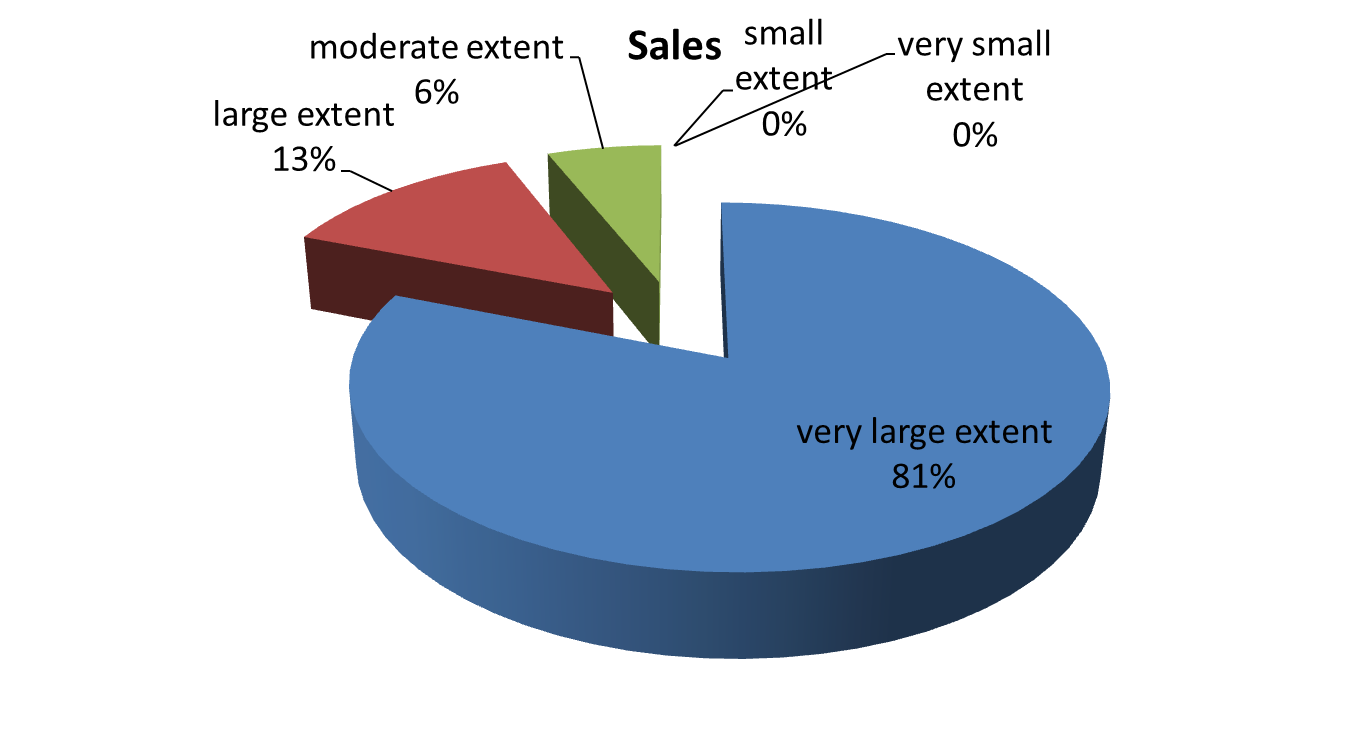 Sales
moderate extent
6%
large extent
13%
small
extent
0%
very small
extent
0%
very large extent
81%